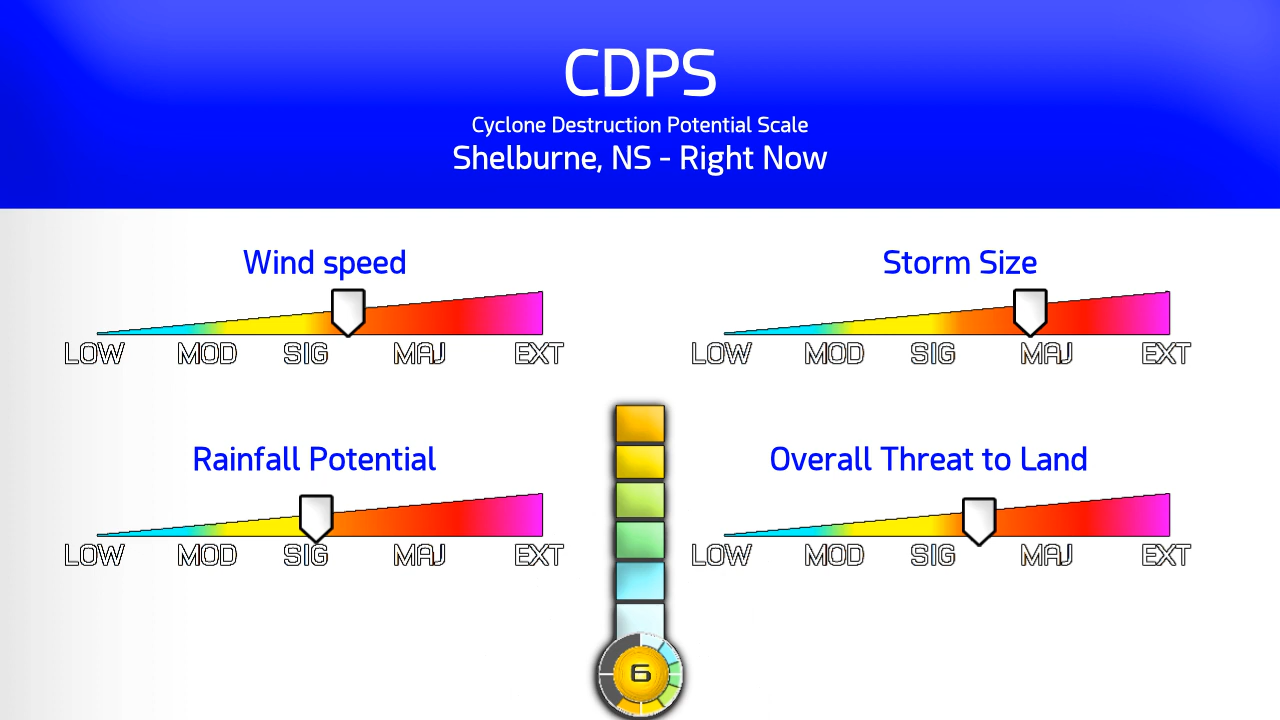 CDPS
Cyclone Destruction Potential Scale
Shelburne, NS - Right Now
Wind speed
LOW MOD SIG MAJ EXT
Storm Size
LOW MOD SIG MAJ EXT
Rainfall Potential
LOW MOD SIG MAJ EXT
Overall Threat to Land
LOW MOD SIG MAJ EXT
6